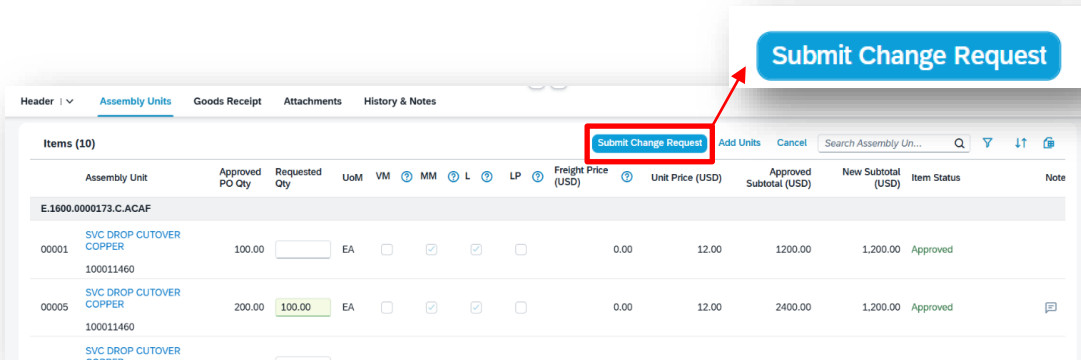 Submit Change Request
Header Assembly Units Goods Receipt Attachments History & Notes
Items (10) Submit Change Request Add Units Cancel Search Assembly Un...
Assembly Unit Approved PO Qty Requested Qty UoM VM MM L LP Freight Price (USD) Unit Price (USD) Approved Subtotal (USD) New Subtotal (USD) Item Status Note
E.1600.0000173.C.ACAF
00001 SVC DROP CUTOVER COPPER 100.00 EA 0.00 12.00 1200.00 1,200.00 Approved
100011460
00005 SVC DROP CUTOVER COPPER 200.00 100.00 EA 0.00 12.00 2400.00 1,200.00 Approved
100011460
SVC DROP CUTOVER